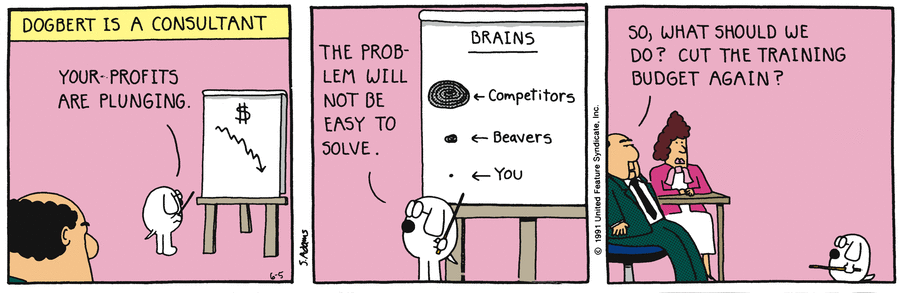 DOGBERT IS A CONSULTANT
YOUR PROFITS
ARE PLUNGING.
$
6-5
THE PROB-
LEM WILL
NOT BE
EASY TO
SOLVE.
BRAINS
← Competitors
← Beavers
← You
S. Adams
© 1991 United Feature Syndicate, Inc.
SO, WHAT SHOULD WE
DO? CUT THE TRAINING
BUDGET AGAIN?